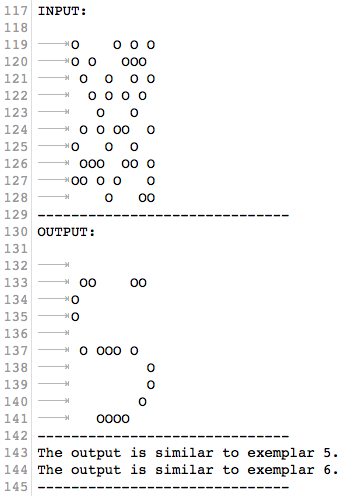 117 INPUT:
118
119 	O    O O O
120 	O O   OOO
121 	 O  O  O O
122 	  O O O O
123 	   O   O
124 	 O O OO  O
125 	O   O  O
126 	 OOO  OO O
127 	OO O O   O
128 	    O   OO
129 ------------------------------
130 OUTPUT:
131
132
133 	 OO    OO
134 	O
135 	O
136
137 	 O OOO O
138 	         O
139 	         O
140 	        O
141 	   OOOO
142 ------------------------------
143 The output is similar to exemplar 5.
144 The output is similar to exemplar 6.
145 ------------------------------